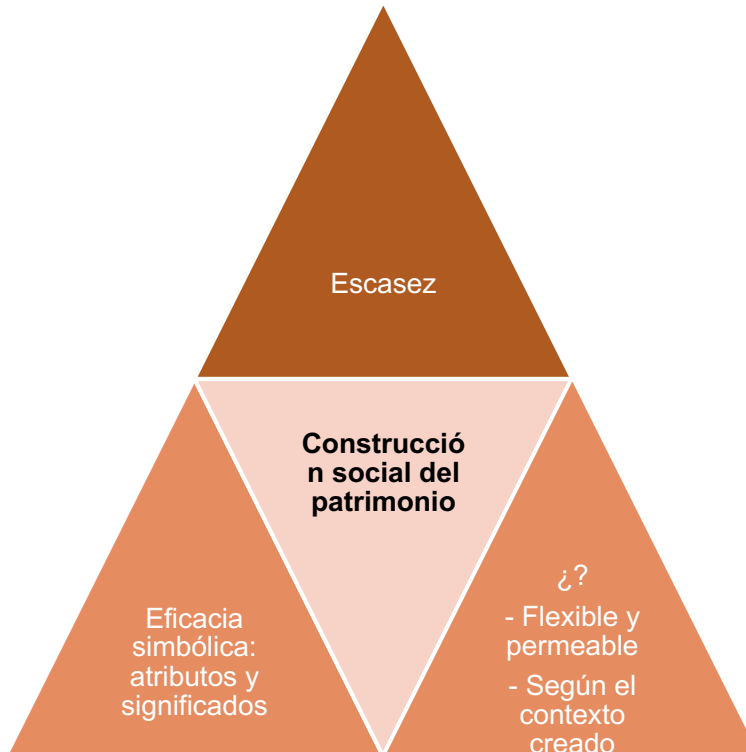 Escasez
Construcció
n social del
patrimonio
Eficacia
simbólica:
atributos y
significados
¿?
- Flexible y
permeable
- Según el
contexto
creado